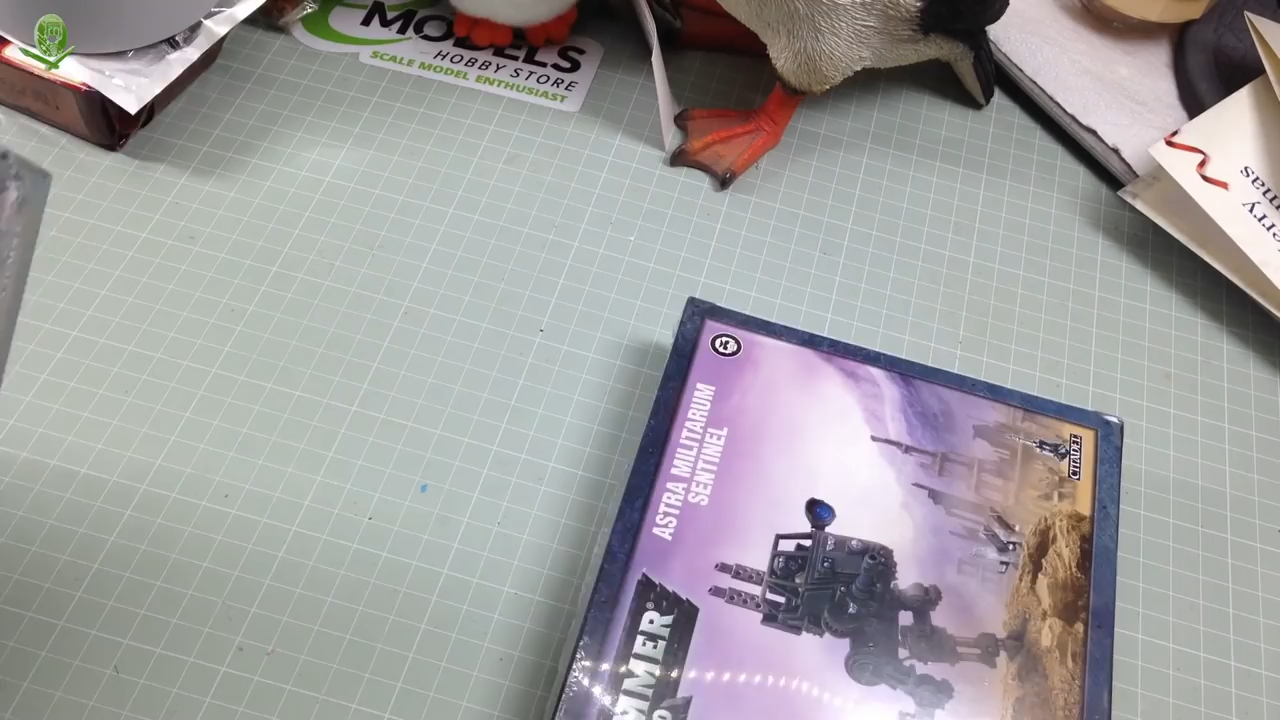 MODELS
HOBBY STORE
SCALE MODEL ENTHUSIAST
ASTRA MILITARUM
SENTINEL
CITADEL